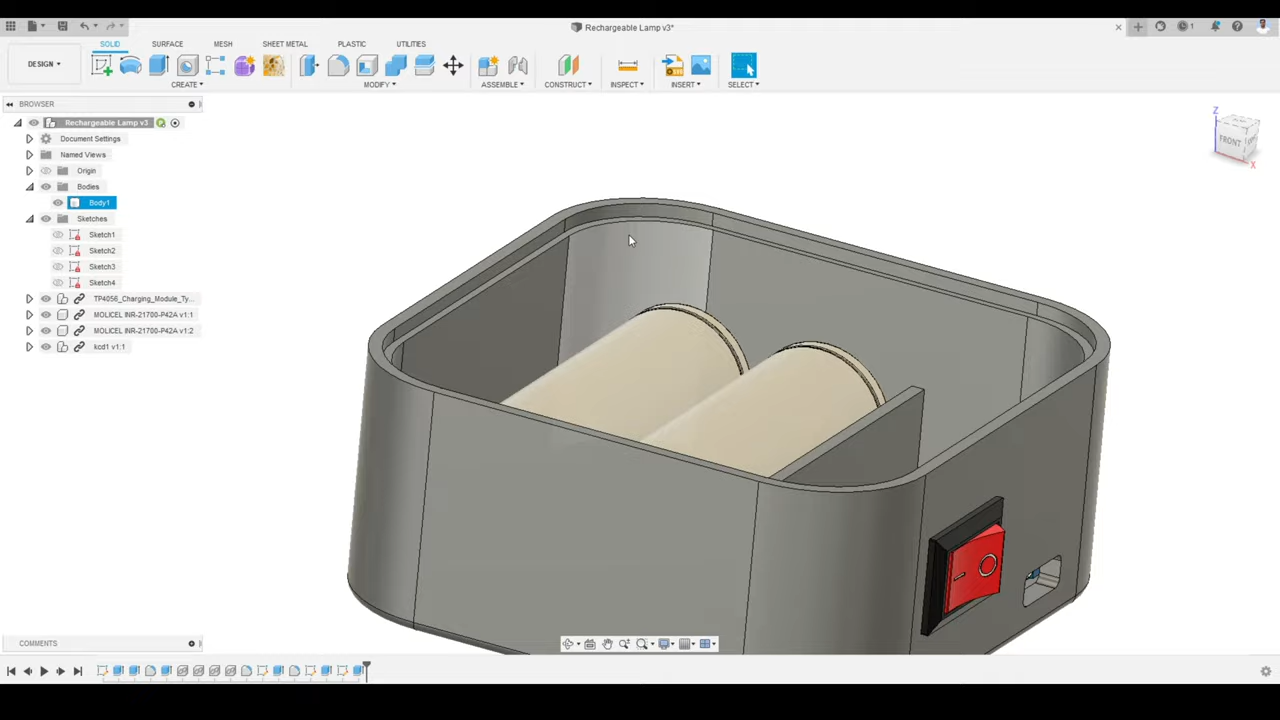 Rechargeable Lamp v3*
1
DESIGN
SOLID
SURFACE
MESH
SHEET METAL
PLASTIC
UTILITIES
CREATE
MODIFY
ASSEMBLE
CONSTRUCT
INSPECT
INSERT
SELECT
BROWSER
Rechargeable Lamp v3
Document Settings
Named Views
Origin
Bodies
Body1
Sketches
Sketch1
Sketch2
Sketch3
Sketch4
TP4056_Charging_Module_Ty...
MOLICEL INR-21700-P42A v1:1
MOLICEL INR-21700-P42A v1:2
kcd1 v1:1
Z
FRONT
X
COMMENTS